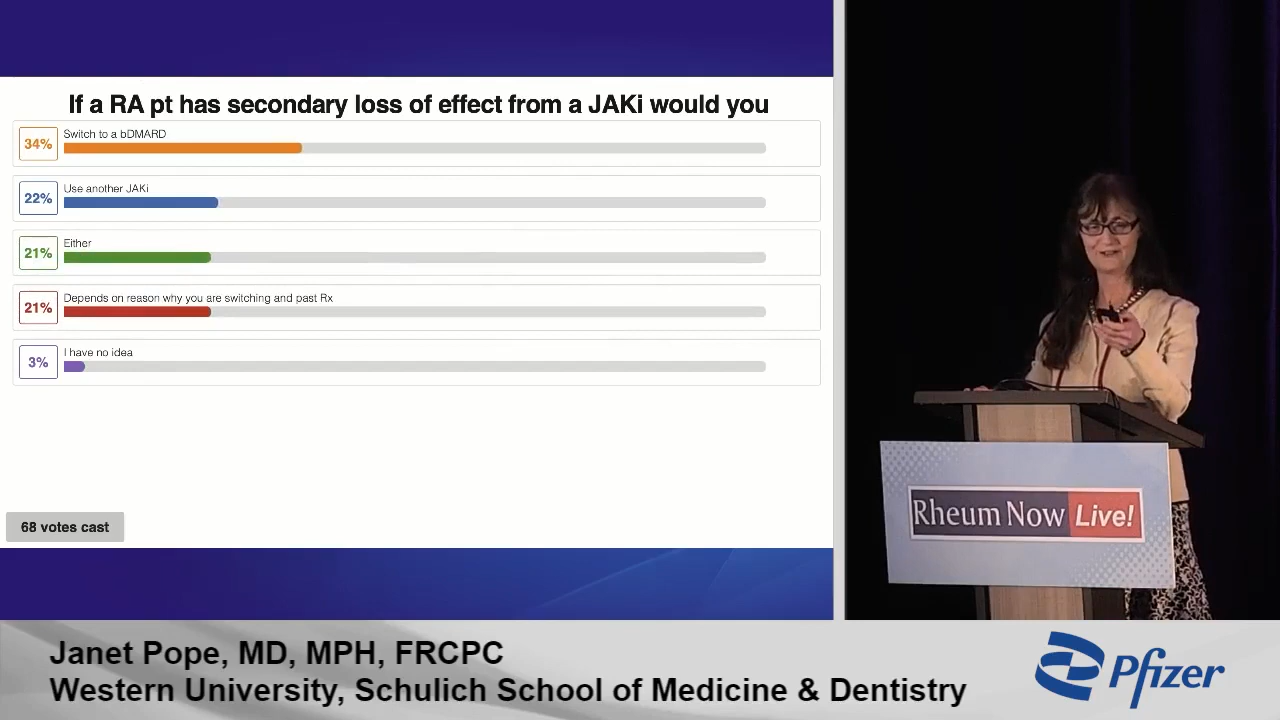 If a RA pt has secondary loss of effect from a JAKi would you
34%
Switch to a bDMARD
22%
Use another JAKi
21%
Either
21%
Depends on reason why you are switching and past Rx
3%
I have no idea
68 votes cast
Rheum Now Live!
Janet Pope, MD, MPH, FRCPC
Western University, Schulich School of Medicine & Dentistry
Pfizer